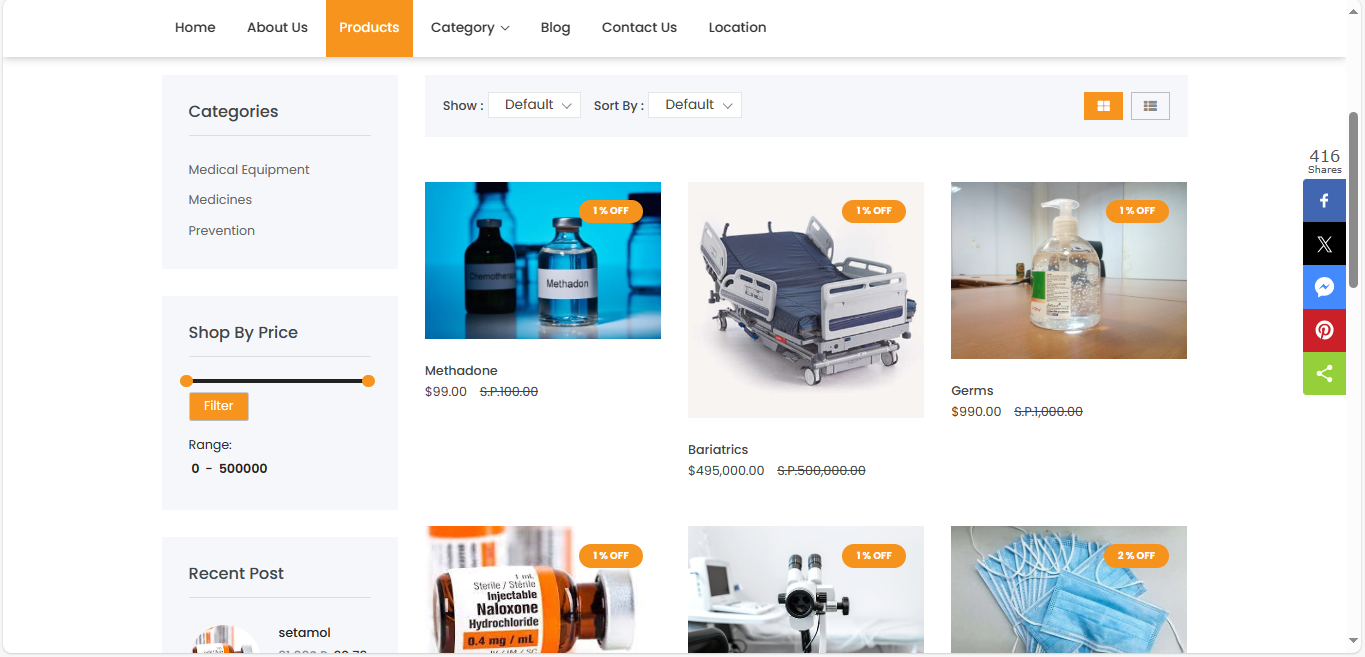 Home About Us Products Category Blog Contact Us Location
Categories
Medical Equipment
Medicines
Prevention
Shop By Price
Filter
Range:
0 - 500000
Recent Post
setamol
Show : Default Sort By : Default
1 % OFF
Methadon
Methadone
$99.00 S.P.100.00
1 % OFF
Bariatrics
$495,000.00 S.P.500,000.00
1 % OFF
Germs
$990.00 S.P.1,000.00
1 % OFF
1 mL
Sterile / Stérile
Injectable
Naloxone
Hydrochloride
0.4 mg / mL
1 % OFF
2 % OFF
416
Shares